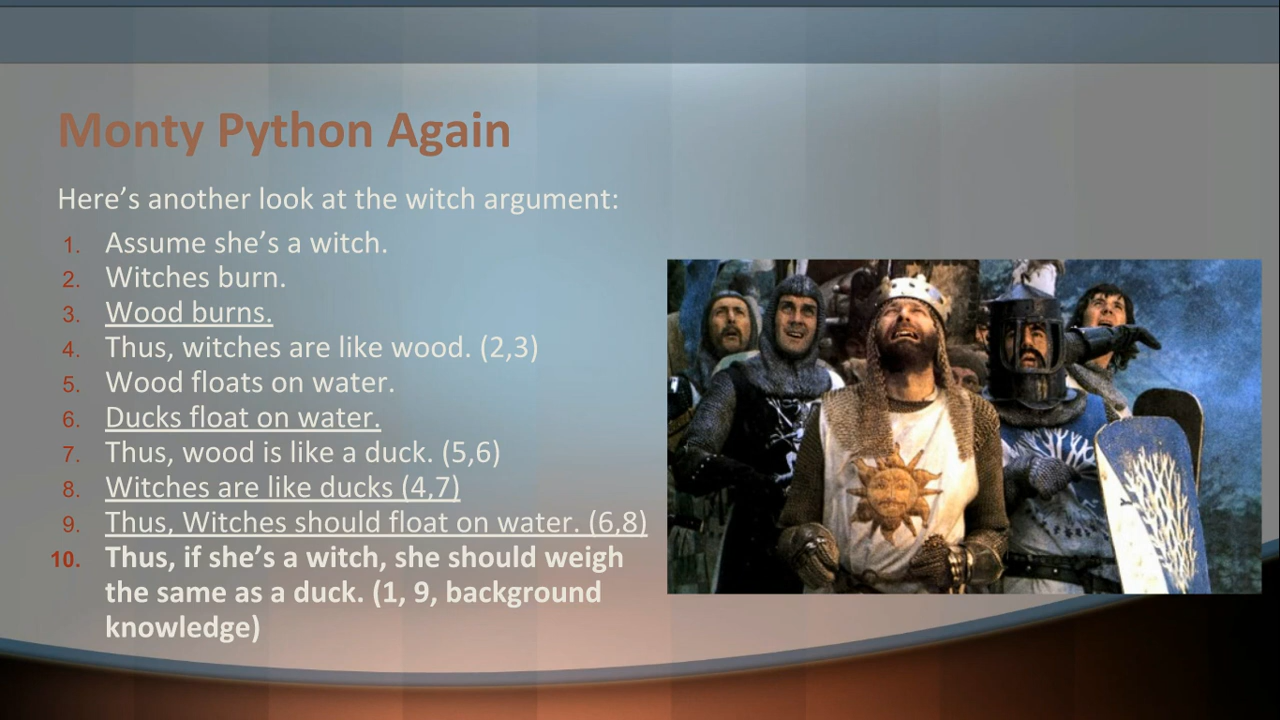 Monty Python Again
Here’s another look at the witch argument:
1. Assume she’s a witch.
2. Witches burn.
3. Wood burns.
4. Thus, witches are like wood. (2,3)
5. Wood floats on water.
6. Ducks float on water.
7. Thus, wood is like a duck. (5,6)
8. Witches are like ducks (4,7)
9. Thus, Witches should float on water. (6,8)
10. Thus, if she’s a witch, she should weigh
the same as a duck. (1, 9, background
knowledge)